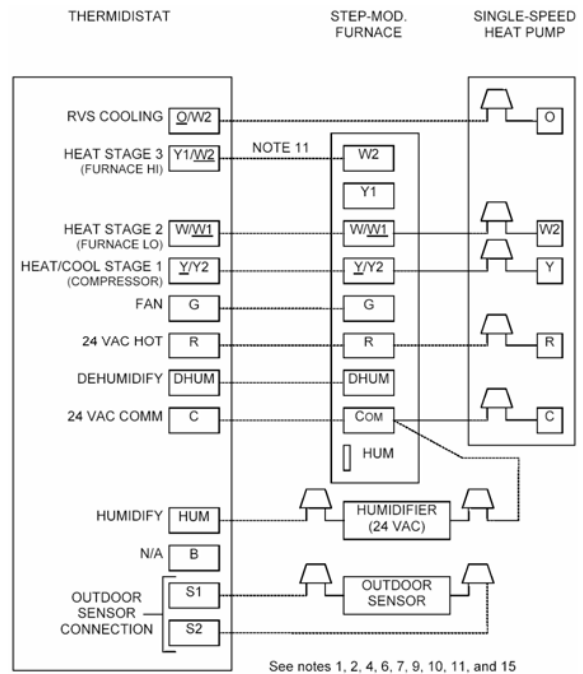 THERMIDISTAT STEP-MOD. SINGLE-SPEED
FURNACE HEAT PUMP
RVS COOLING O/W2 O
HEAT STAGE 3 Y1/W2 NOTE 11 W2
(FURNACE HI)
Y1
HEAT STAGE 2 W/W1 W/W1 W2
(FURNACE LO)
HEAT/COOL STAGE 1 Y/Y2 Y/Y2 Y
(COMPRESSOR)
FAN G G
24 VAC HOT R R R
DEHUMIDIFY DHUM DHUM
24 VAC COMM C COM C
HUM
HUMIDIFY HUM HUMIDIFIER
(24 VAC)
N/A B
S1 OUTDOOR
SENSOR
OUTDOOR
SENSOR
CONNECTION
S2
See notes 1, 2, 4, 6, 7, 9, 10, 11, and 15